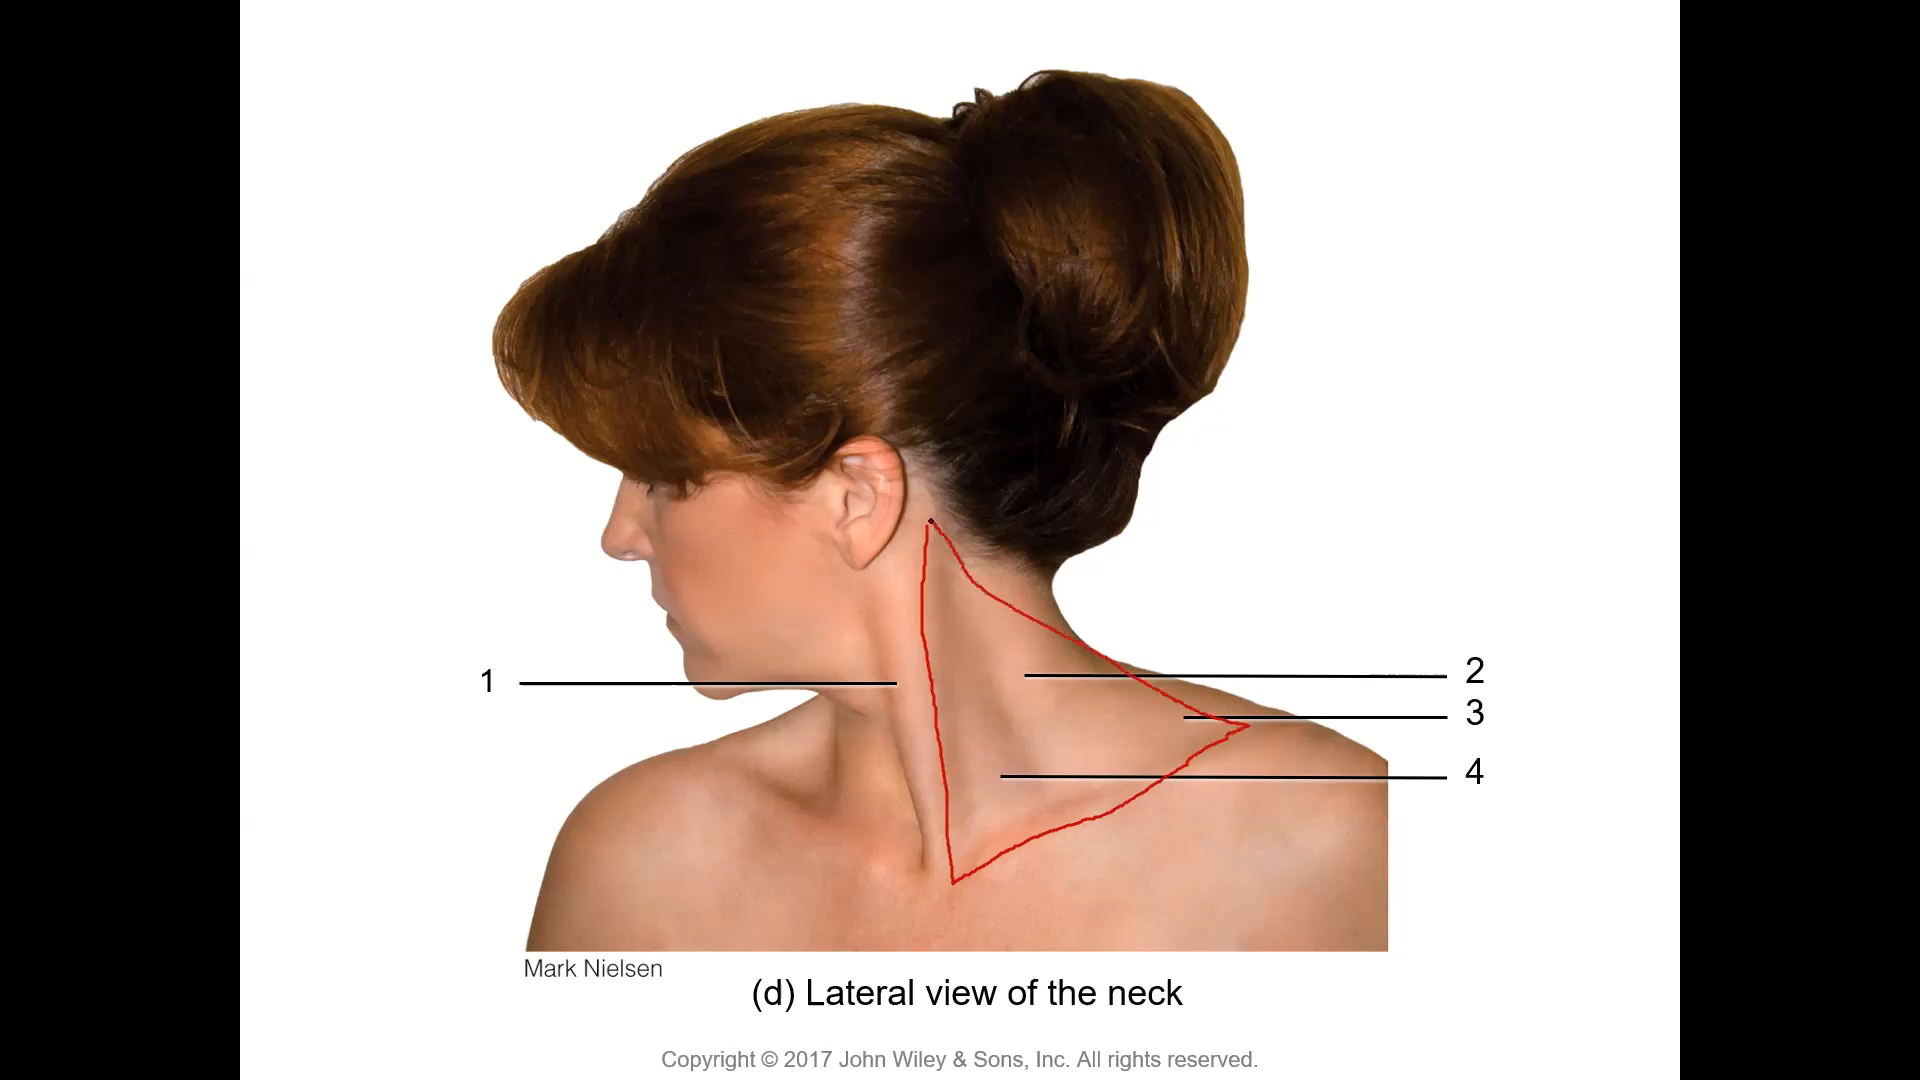 1
2
3
4
Mark Nielsen
(d) Lateral view of the neck
Copyright © 2017 John Wiley & Sons, Inc. All rights reserved.